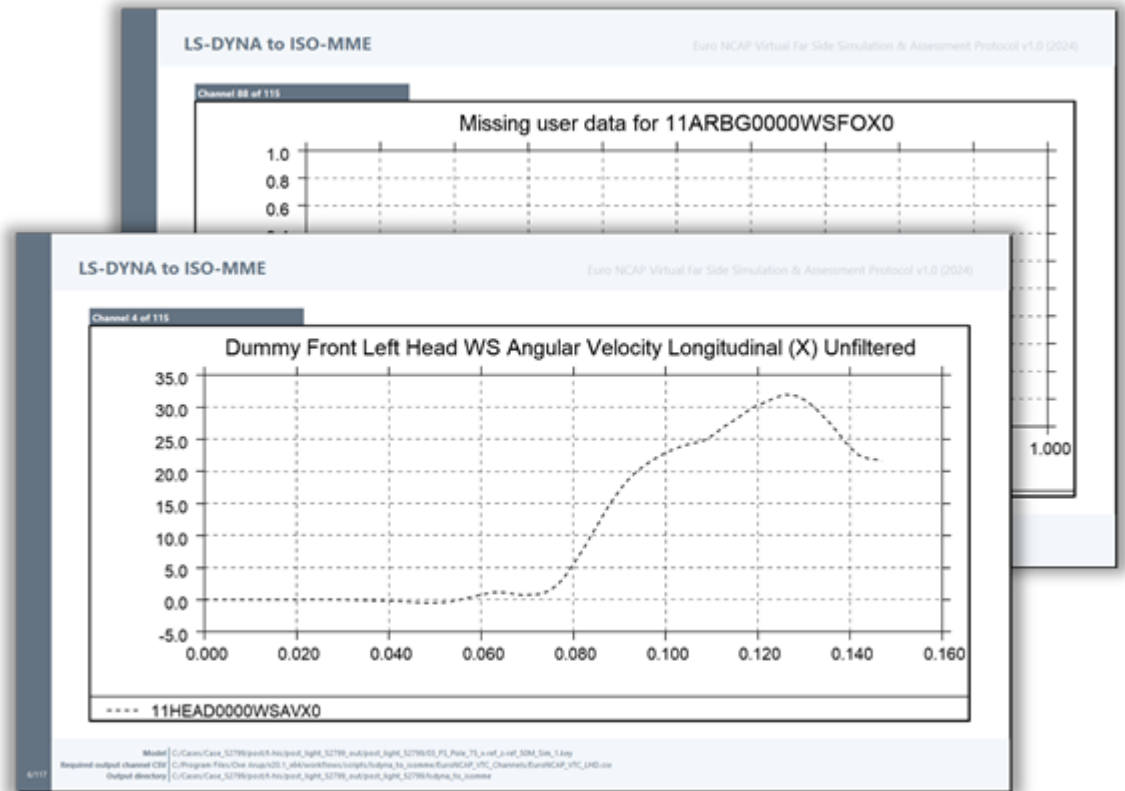 LS-DYNA to ISO-MME
Euro NCAP Virtual Far Side Simulation & Assessment Protocol v1.0 (2024)
Channel 88 of 115
Missing user data for 11ARBG0000WSFOX0
1.0
0.8
0.6
1.000
LS-DYNA to ISO-MME
Euro NCAP Virtual Far Side Simulation & Assessment Protocol v1.0 (2024)
Channel 4 of 115
Dummy Front Left Head WS Angular Velocity Longitudinal (X) Unfiltered
35.0
30.0
25.0
20.0
15.0
10.0
5.0
0.0
-5.0
0.000 0.020 0.040 0.060 0.080 0.100 0.120 0.140 0.160
11HEAD0000WSAVX0
Model
Required output channel CSV
Output directory
6/117